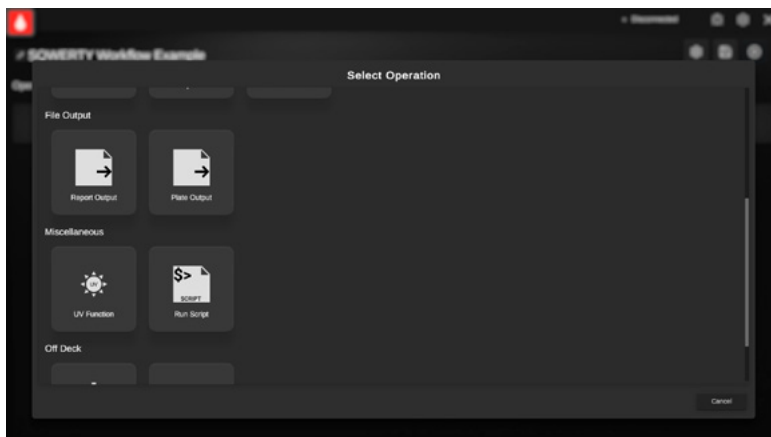 Disconnected
SOWERTY Workflow Example
Select Operation
File Output
Report Output
Plate Output
Miscellaneous
UV
$>
SCRIPT
UV Function
Run Script
Off Deck
Cancel